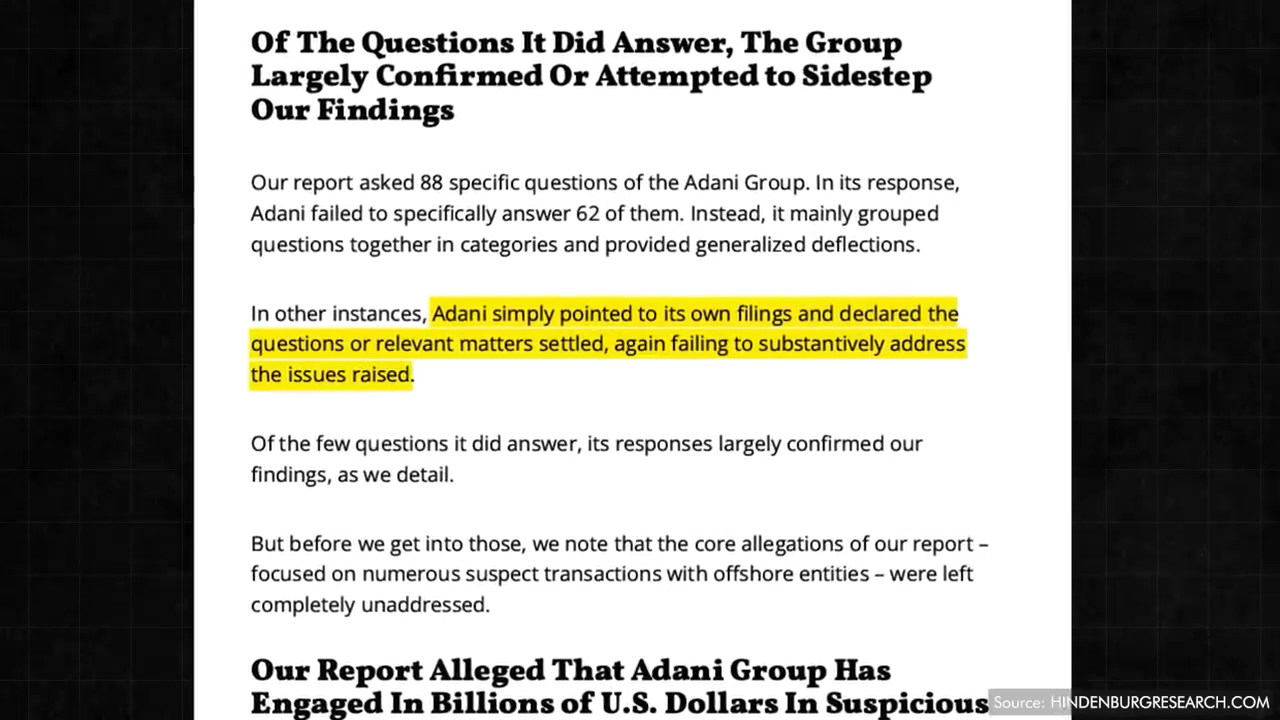 Of The Questions It Did Answer, The Group
Largely Confirmed Or Attempted to Sidestep
Our Findings
Our report asked 88 specific questions of the Adani Group. In its response,
Adani failed to specifically answer 62 of them. Instead, it mainly grouped
questions together in categories and provided generalized deflections.
In other instances, Adani simply pointed to its own filings and declared the
questions or relevant matters settled, again failing to substantively address
the issues raised.
Of the few questions it did answer, its responses largely confirmed our
findings, as we detail.
But before we get into those, we note that the core allegations of our report –
focused on numerous suspect transactions with offshore entities – were left
completely unaddressed.
Our Report Alleged That Adani Group Has
Engaged In Billions of U.S. Dollars In Suspicious
Source: HINDENBURGRESEARCH.COM